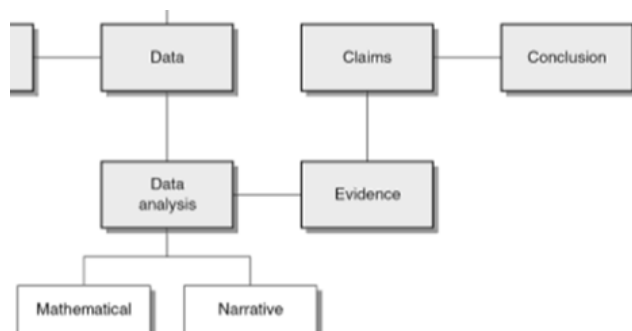 Data
Claims
Conclusion
Data
analysis
Evidence
Mathematical
Narrative